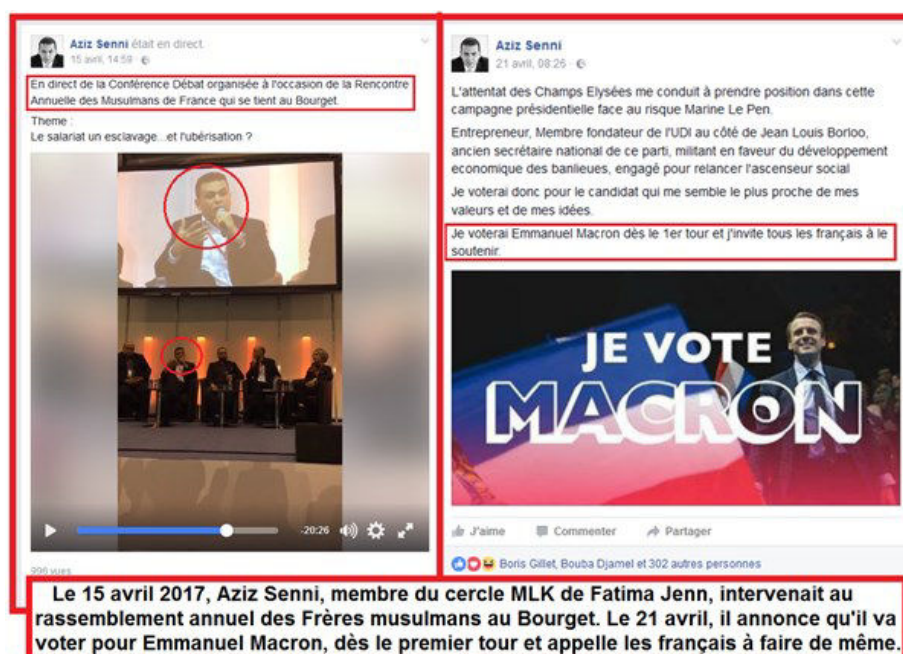 Aziz Senni était en direct.
15 avril, 14:59
En direct de la Conférence Débat organisée à l'occasion de la Rencontre
Annuelle des Musulmans de France qui se tient au Bourget.
Theme :
Le salariat un esclavage...et l'ubérisation ?
-20:26
996 vues
Aziz Senni
21 avril, 08:26
L'attentat des Champs Elysées me conduit à prendre position dans cette
campagne présidentielle face au risque Marine Le Pen.
Entrepreneur, Membre fondateur de l'UDI au côté de Jean Louis Borloo,
ancien secrétaire national de ce parti, militant en faveur du développement
economique des banlieues, engagé pour relancer l'ascenseur social
Je voterai donc pour le candidat qui me semble le plus proche de mes
valeurs et de mes idées.
Je voterai Emmanuel Macron dès le 1er tour et j'invite tous les français à le
soutenir.
JE VOTE
MACRON
J'aime Commenter Partager
Boris Gillet, Bouba Djamel et 302 autres personnes
Le 15 avril 2017, Aziz Senni, membre du cercle MLK de Fatima Jenn, intervenait au
rassemblement annuel des Frères musulmans au Bourget. Le 21 avril, il annonce qu'il va
voter pour Emmanuel Macron, dès le premier tour et appelle les français à faire de même.